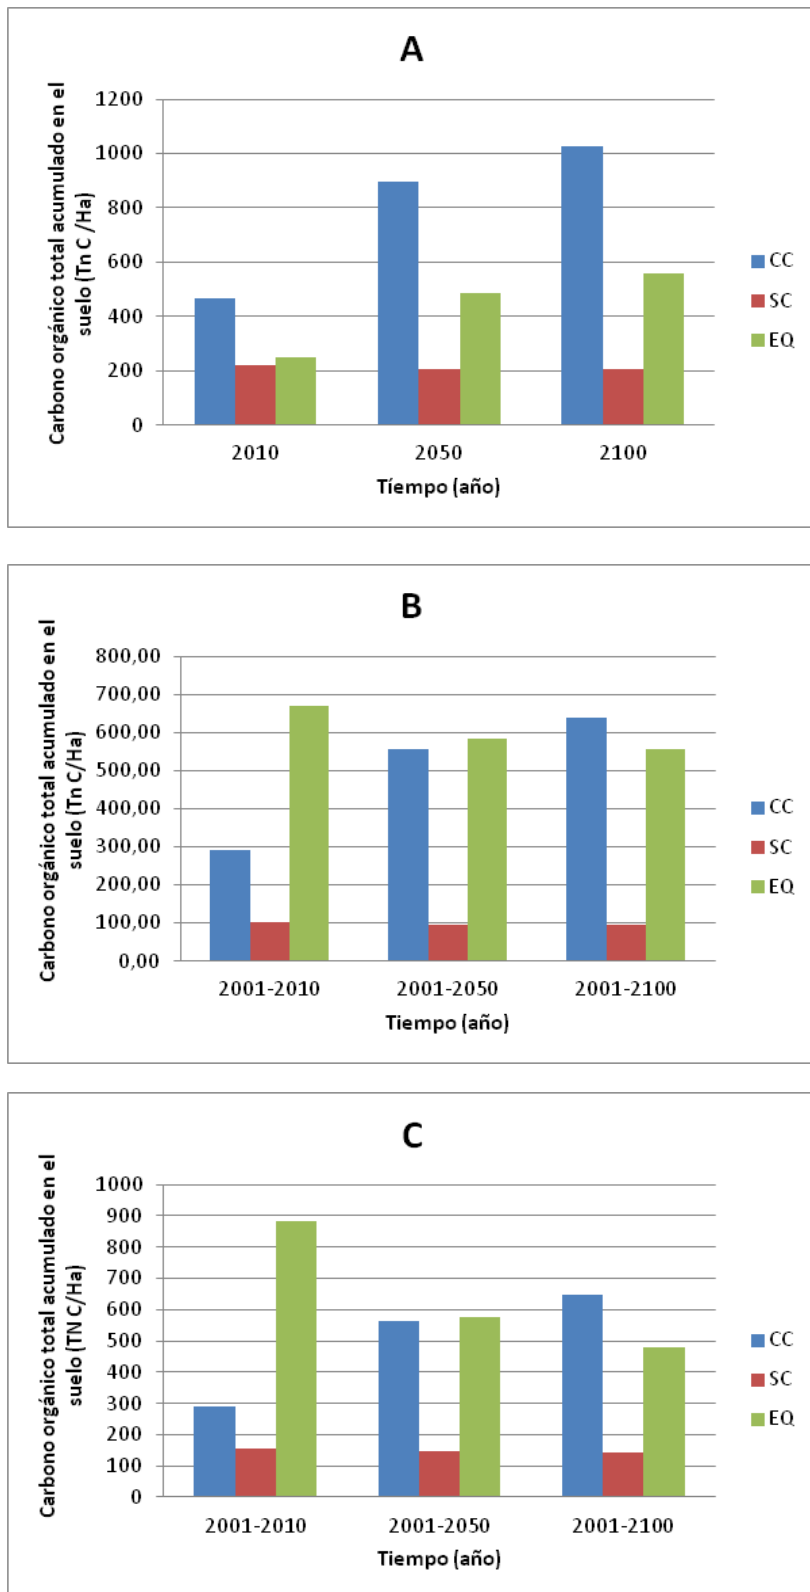 A
Carbono orgánico total acumulado en el
suelo (Tn C /Ha)
1200
1000
800
600
400
200
0
2010 2050 2100
Tíempo (año)
CC
SC
EQ
B
Carbono orgánico total acumulado en el
suelo (Tn C/Ha)
800,00
700,00
600,00
500,00
400,00
300,00
200,00
100,00
0,00
2001-2010 2001-2050 2001-2100
Tiempo (año)
CC
SC
EQ
C
Carbono orgánico total acumulado en el
suelo (TN C/Ha)
1000
900
800
700
600
500
400
300
200
100
0
2001-2010 2001-2050 2001-2100
Tiempo (año)
CC
SC
EQ